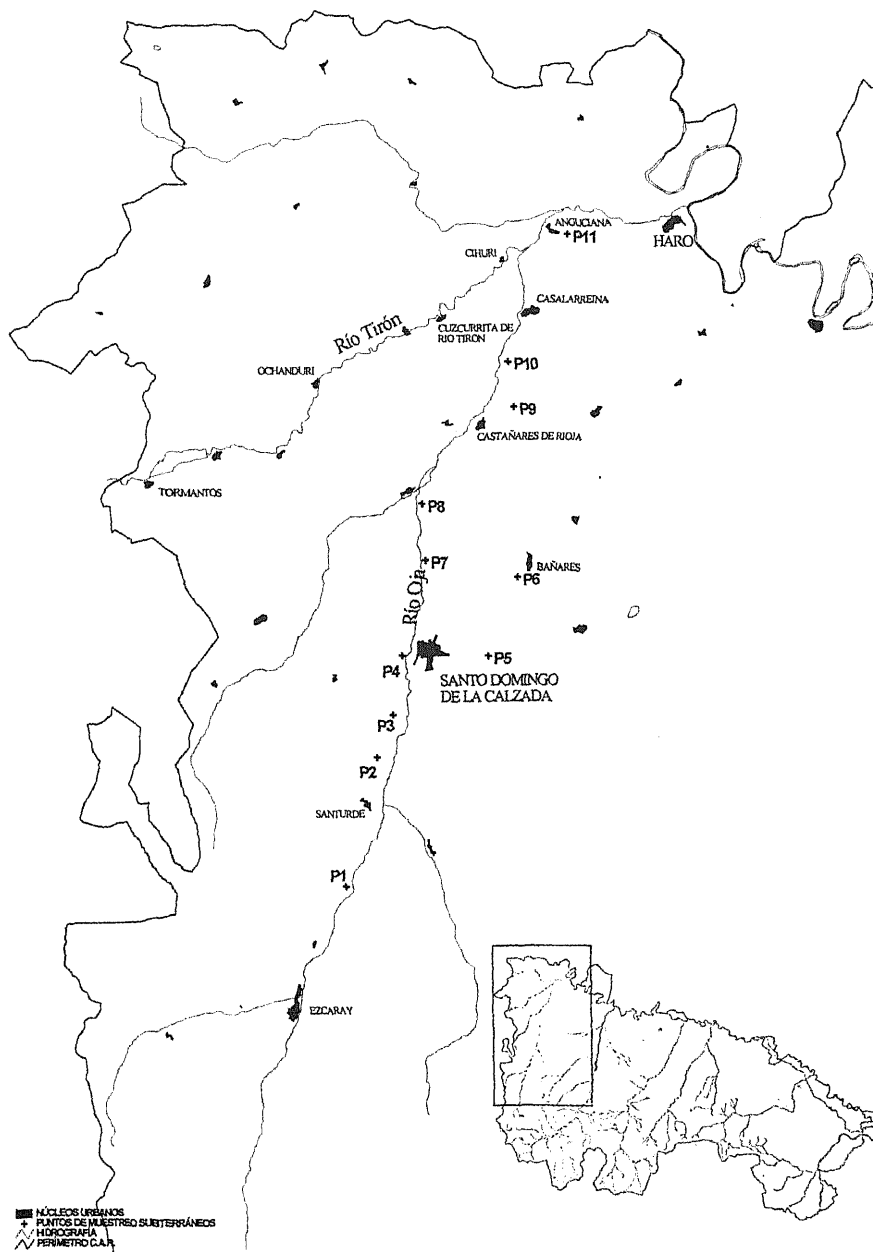 ANGUCIANA
+P11
HARO
CIHURI
CASALARREINA
Río Tirón
CUZCURRITA DE
RIO TIRON
+P10
OCHANDURI
+P9
CASTAÑARES DE RIOJA
TORMANTOS
+P8
+P7
BAÑARES
+P6
Río Oja
P4+
+P5
SANTO DOMINGO
DE LA CALZADA
P3+
P2+
SANTURDE
P1+
EZCARAY
NÚCLEOS URBANOS
+ PUNTOS DE MUESTREO SUBTERRÁNEOS
HIDROGRAFÍA
PERÍMETRO C.A.R.